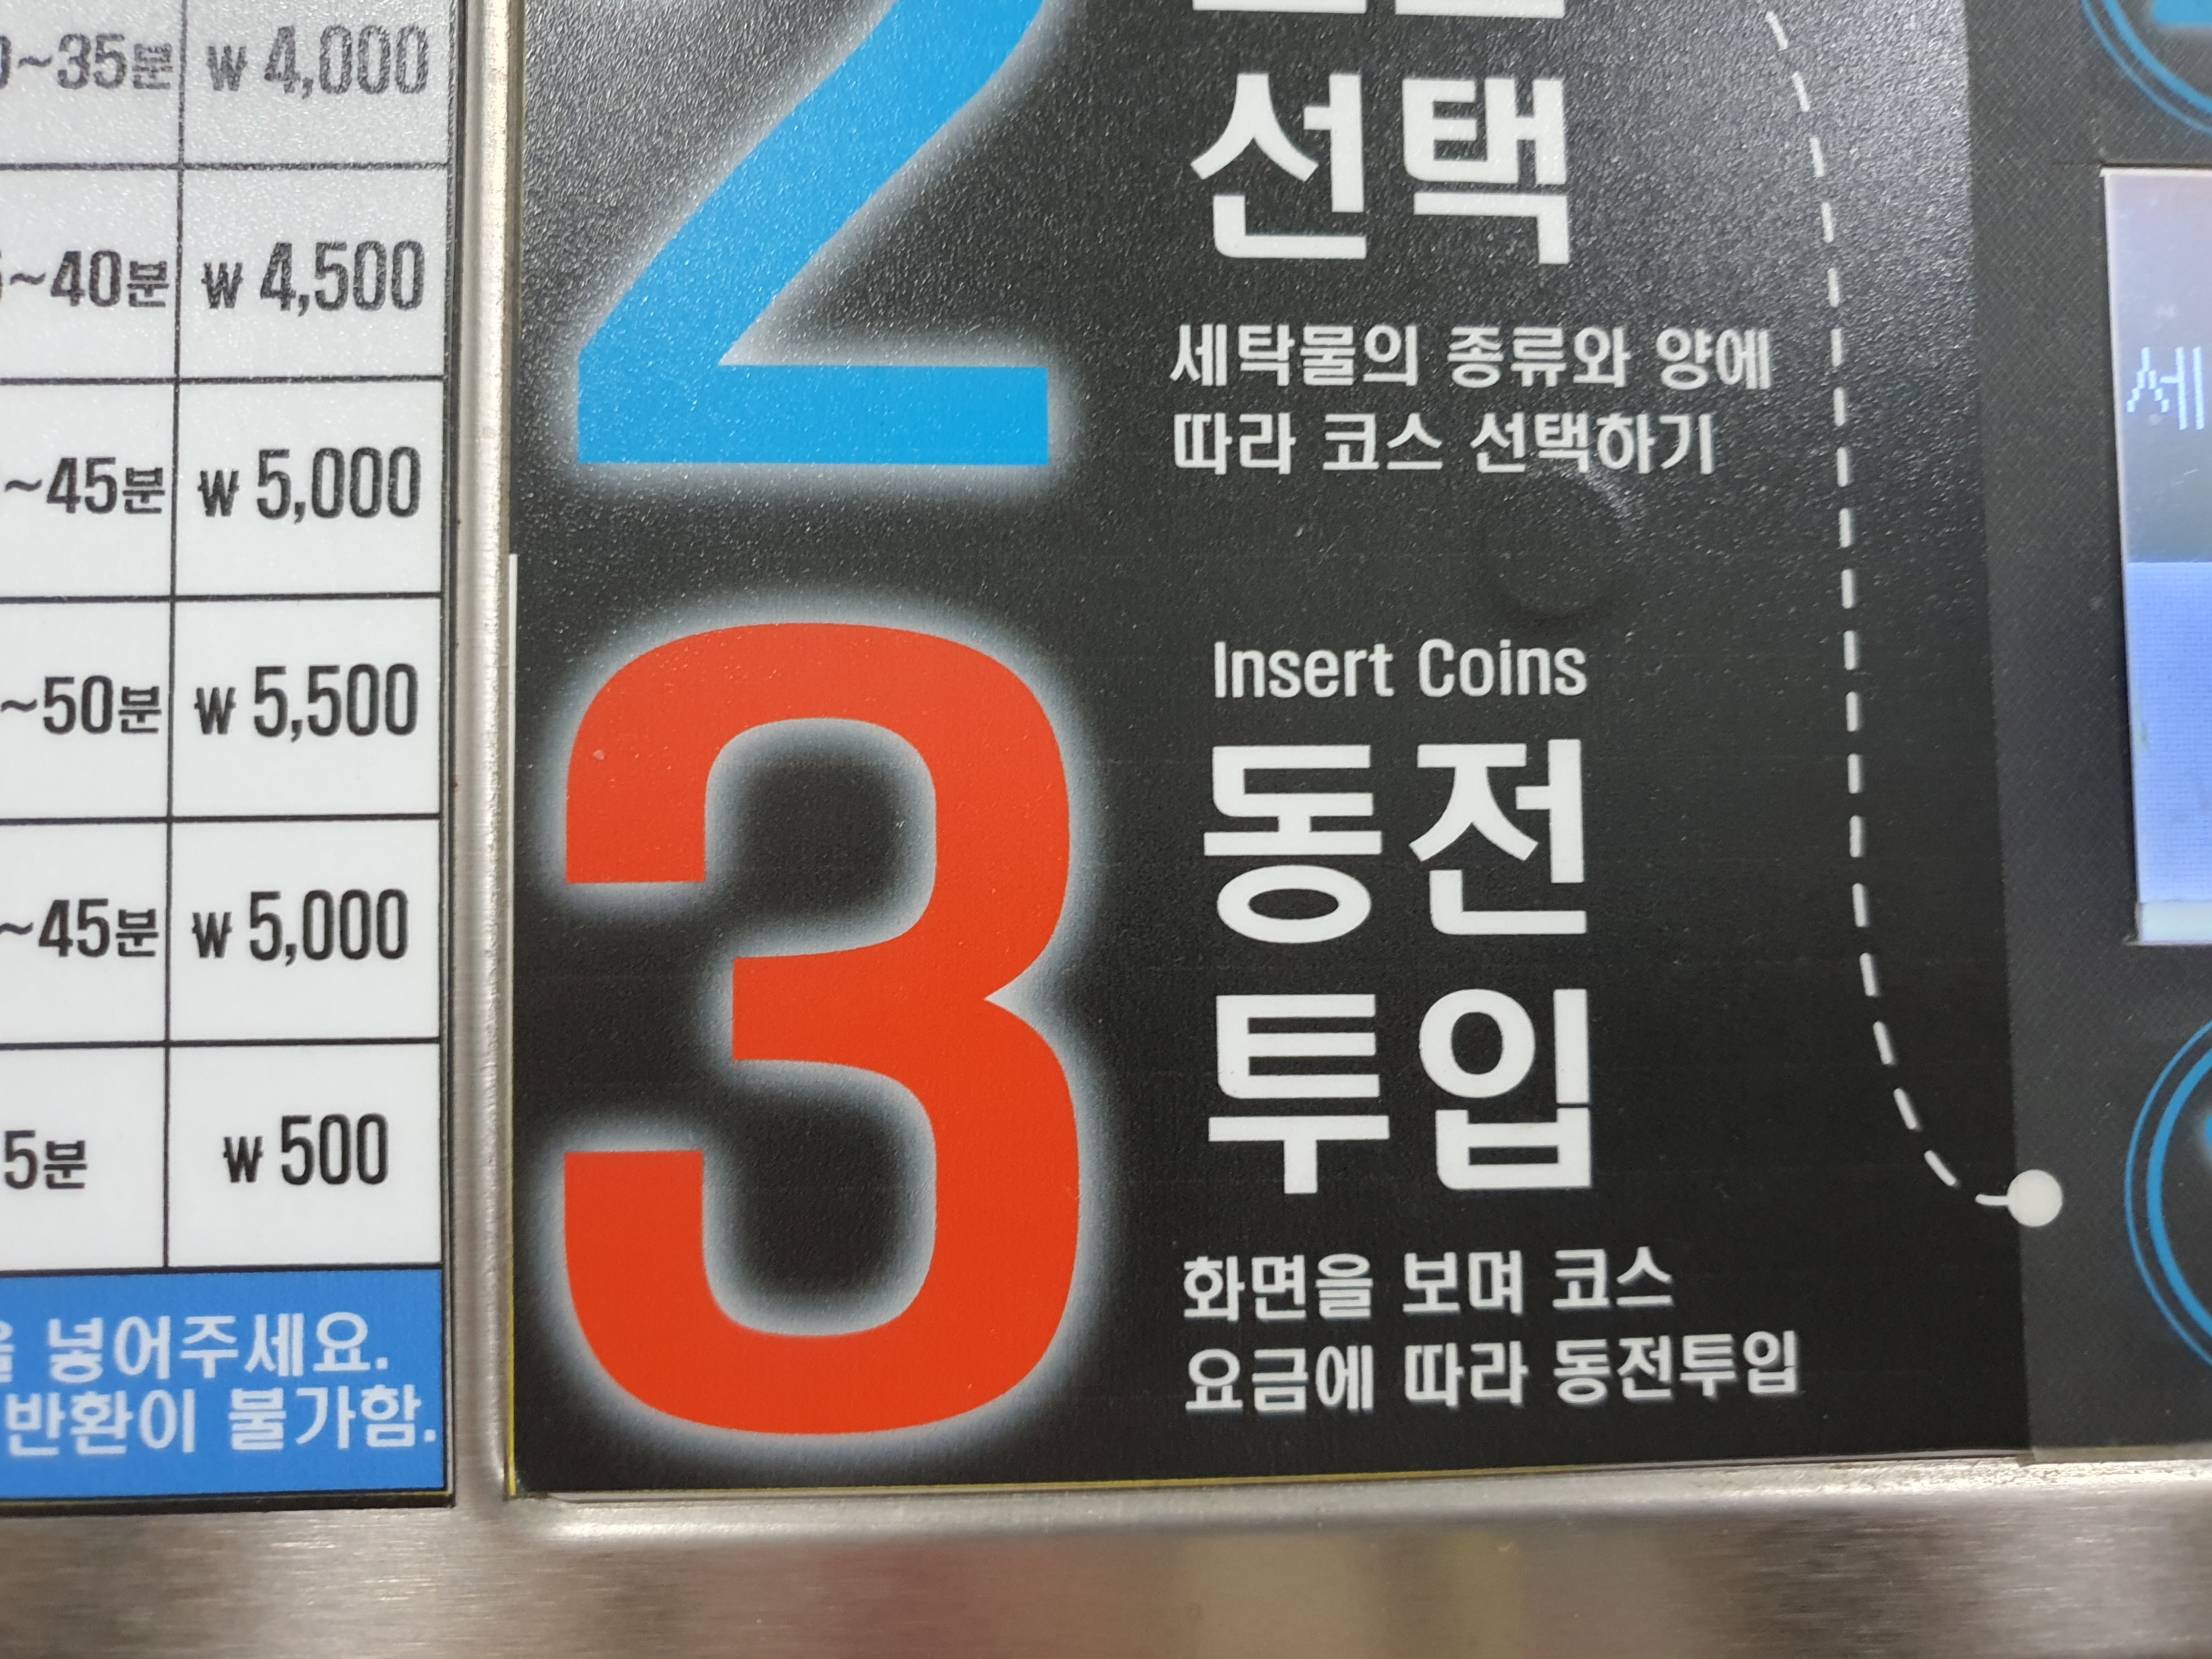 ~35분 ₩ 4,000
~40분 ₩ 4,500
~45분 ₩ 5,000
~50분 ₩ 5,500
~45분 ₩ 5,000
5분 ₩ 500
넣어주세요.
반환이 불가함.
2
선택
세탁물의 종류와 양에
따라 코스 선택하기
3
Insert Coins
동전
투입
화면을 보며 코스
요금에 따라 동전투입
세